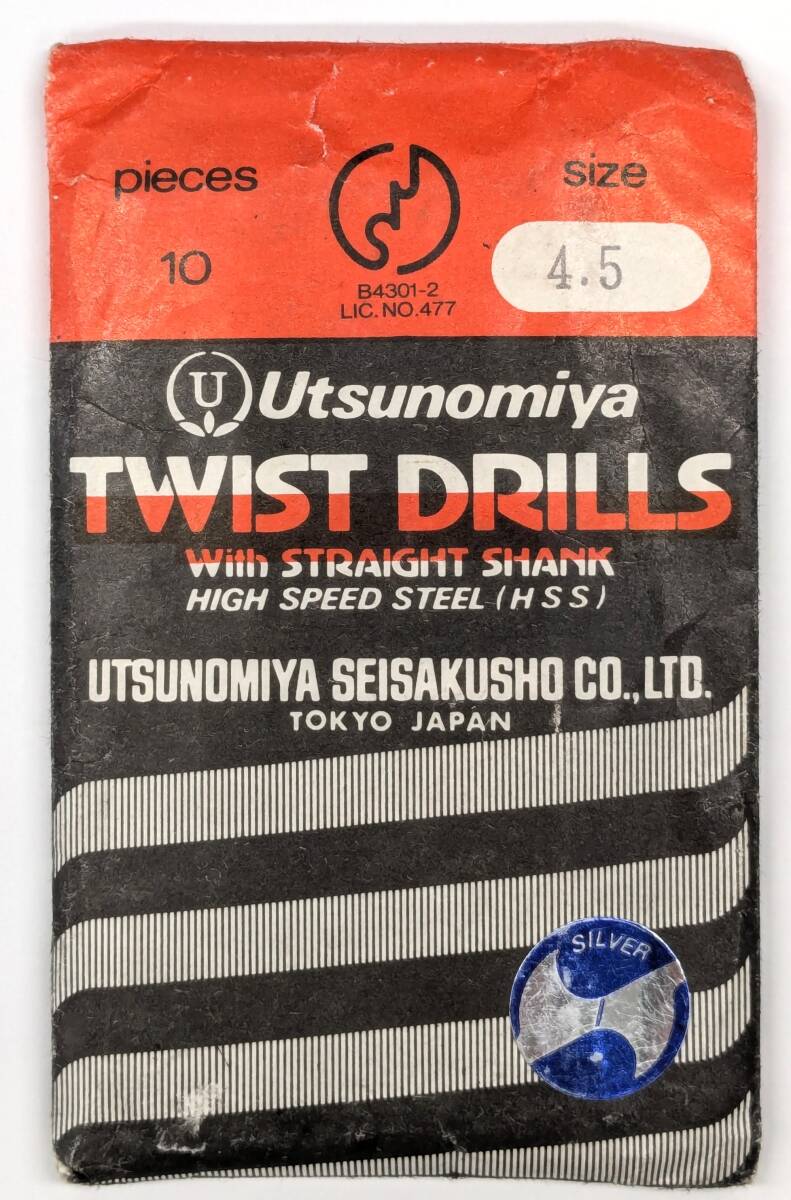 pieces
size
10
4.5
B4301-2
LIC.NO.477
U Utsunomiya
TWIST DRILLS
With STRAIGHT SHANK
HIGH SPEED STEEL (HSS)
UTSUNOMIYA SEISAKUSHO CO.,LTD.
TOKYO JAPAN
SILVER